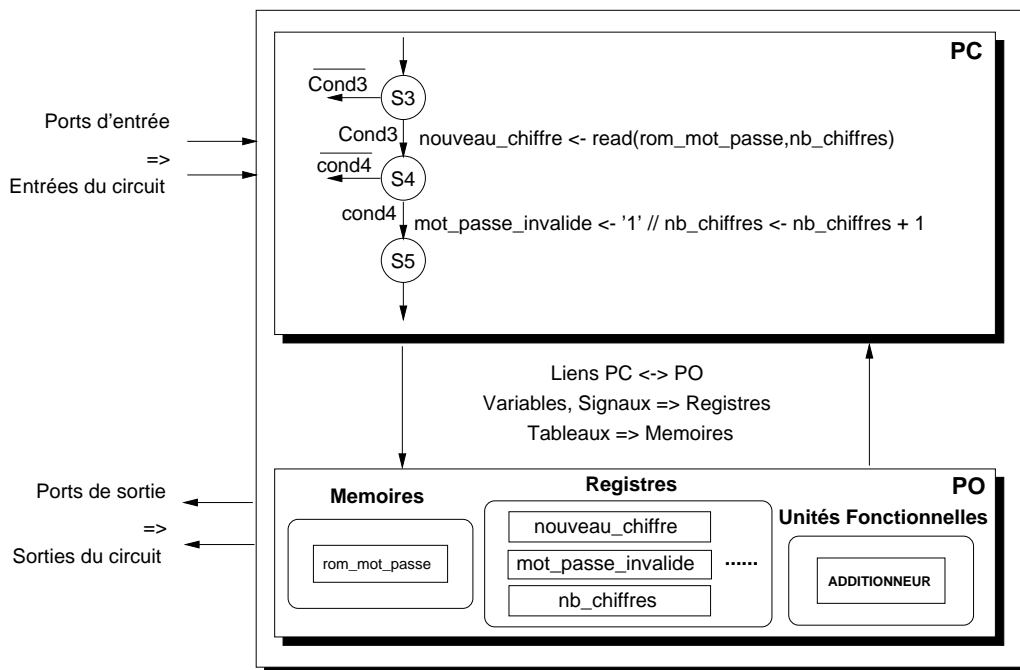 PC
Cond3
S3
Ports d'entrée
=>
Entrées du circuit
Cond3
nouveau_chiffre <- read(rom_mot_passe,nb_chiffres)
cond4
S4
cond4
mot_passe_invalide <- '1' // nb_chiffres <- nb_chiffres + 1
S5
Liens PC <-> PO
Variables, Signaux => Registres
Tableaux => Memoires
Ports de sortie
=>
Sorties du circuit
PO
Memoires
rom_mot_passe
Registres
nouveau_chiffre
mot_passe_invalide
......
nb_chiffres
Unités Fonctionnelles
ADDITIONNEUR